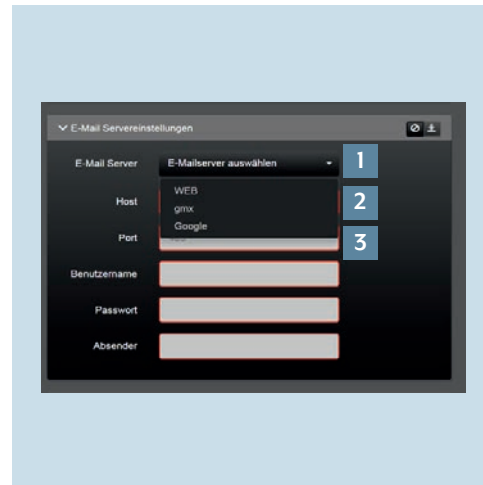 E-Mail Servereinstellungen
E-Mail Server E-Mailserver auswählen 1
WEB
Host 2
gmx
Google
Port 3
Benutzername
Passwort
Absender